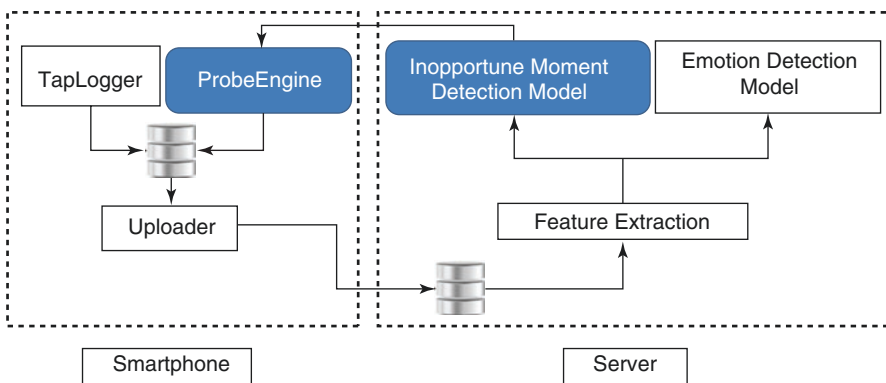 TapLogger
ProbeEngine
Inopportune Moment
Detection Model
Emotion Detection
Model
Uploader
Feature Extraction
Smartphone
Server